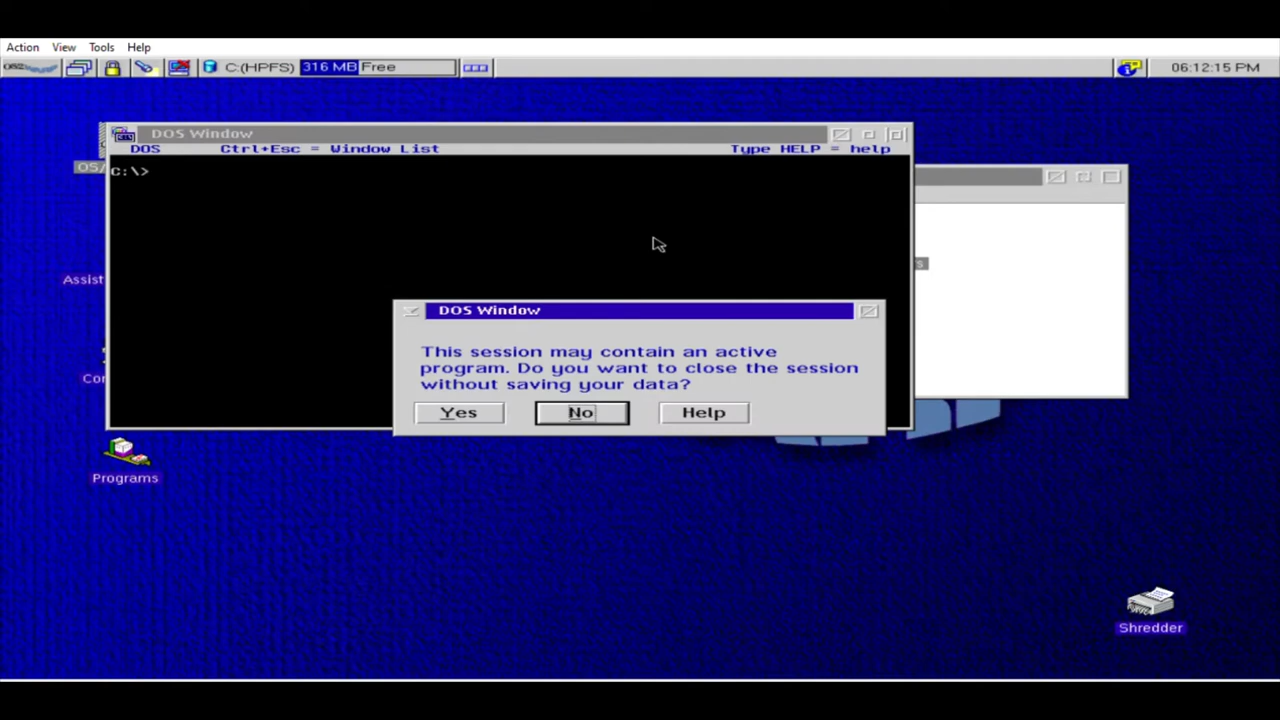 Action View Tools Help
C:(HPFS) 316 MB Free 06:12:15 PM
DOS Window
DOS Ctrl+Esc = Window List Type HELP = help
C:\>
OS/
Assist
Con
DOS Window
This session may contain an active
program. Do you want to close the session
without saving your data?
Yes No Help
Programs
Shredder